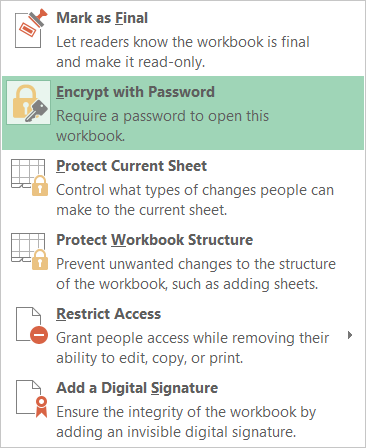 Mark as Final
Let readers know the workbook is final
and make it read-only.
Encrypt with Password
Require a password to open this
workbook.
Protect Current Sheet
Control what types of changes people can
make to the current sheet.
Protect Workbook Structure
Prevent unwanted changes to the structure
of the workbook, such as adding sheets.
Restrict Access
Grant people access while removing their
ability to edit, copy, or print.
Add a Digital Signature
Ensure the integrity of the workbook by
adding an invisible digital signature.